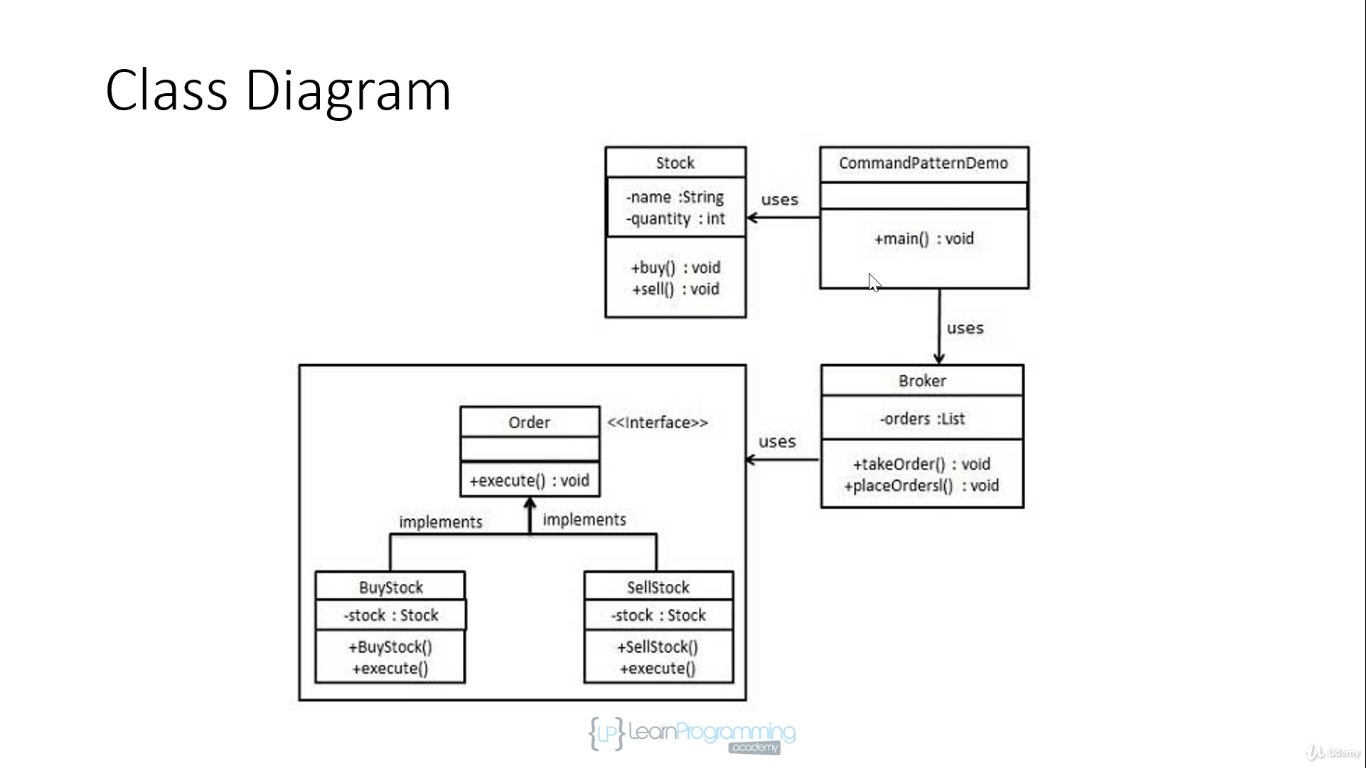 Class Diagram
Stock
-name :String
-quantity : int
+buy() : void
+sell() : void
uses
CommandPatternDemo
+main() : void
uses
Broker
-orders :List
+takeOrder() : void
+placeOrdersl() : void
uses
Order
<<Interface>>
+execute() : void
implements
implements
BuyStock
-stock : Stock
+BuyStock()
+execute()
SellStock
-stock : Stock
+SellStock()
+execute()
{LP} LearnProgramming
.academy
Udemy